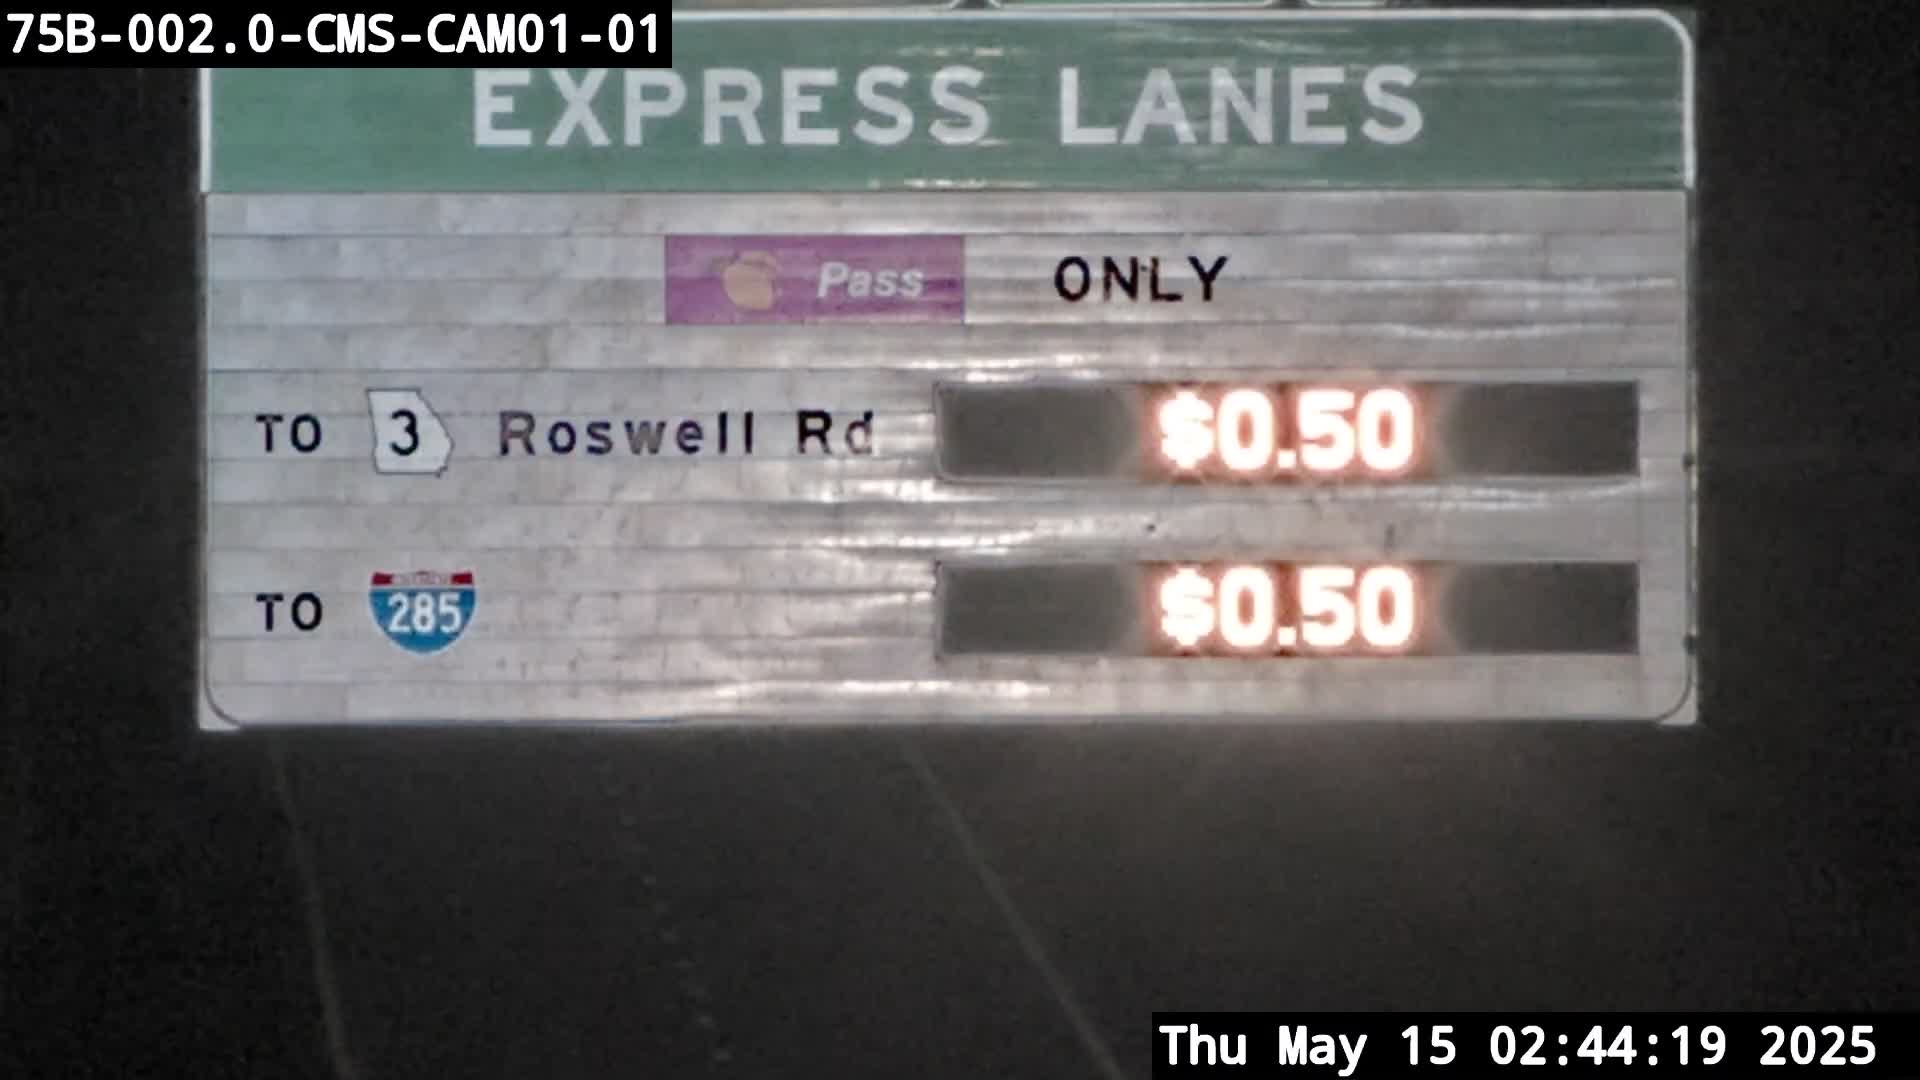 75B-002.0-CMS-CAM01-01
EXPRESS LANES
Pass ONLY
TO 3 Roswell Rd $0.50
TO 285 $0.50
Thu May 15 02:44:19 2025